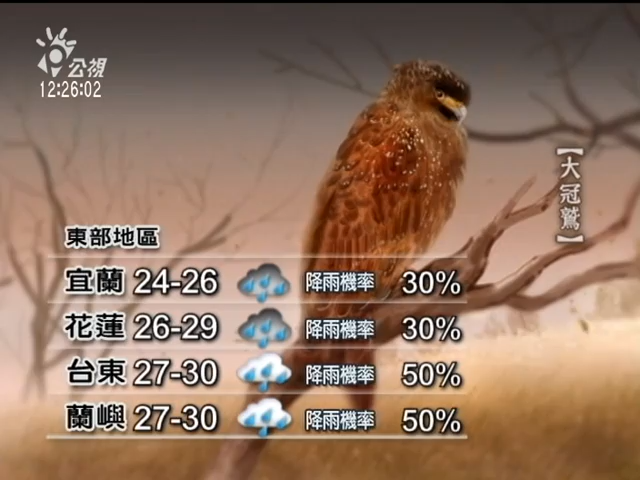 公視
12:26:02
【大冠鷲】
東部地區
宜蘭 24-26 降雨機率 30%
花蓮 26-29 降雨機率 30%
台東 27-30 降雨機率 50%
蘭嶼 27-30 降雨機率 50%